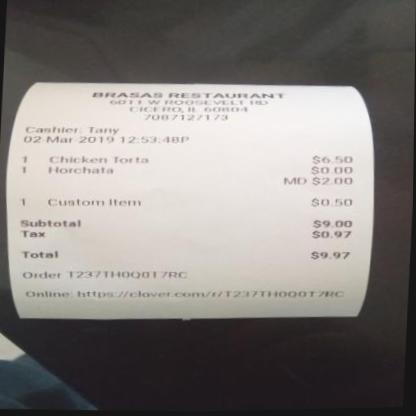 BRASAS RESTAURANT
6011 W ROOSEVELT RD
CICERO, IL 60804
7087127173
Cashier: Tany
02-Mar-2019 12:53:48P
1 Chicken Torta $6.50
1 Horchata $0.00
MD $2.00
1 Custom Item $0.50
Subtotal $9.00
Tax $0.97
Total $9.97
Order T237TH0Q0T7RC
Online: https://clover.com/r/T237TH0Q0T7RC